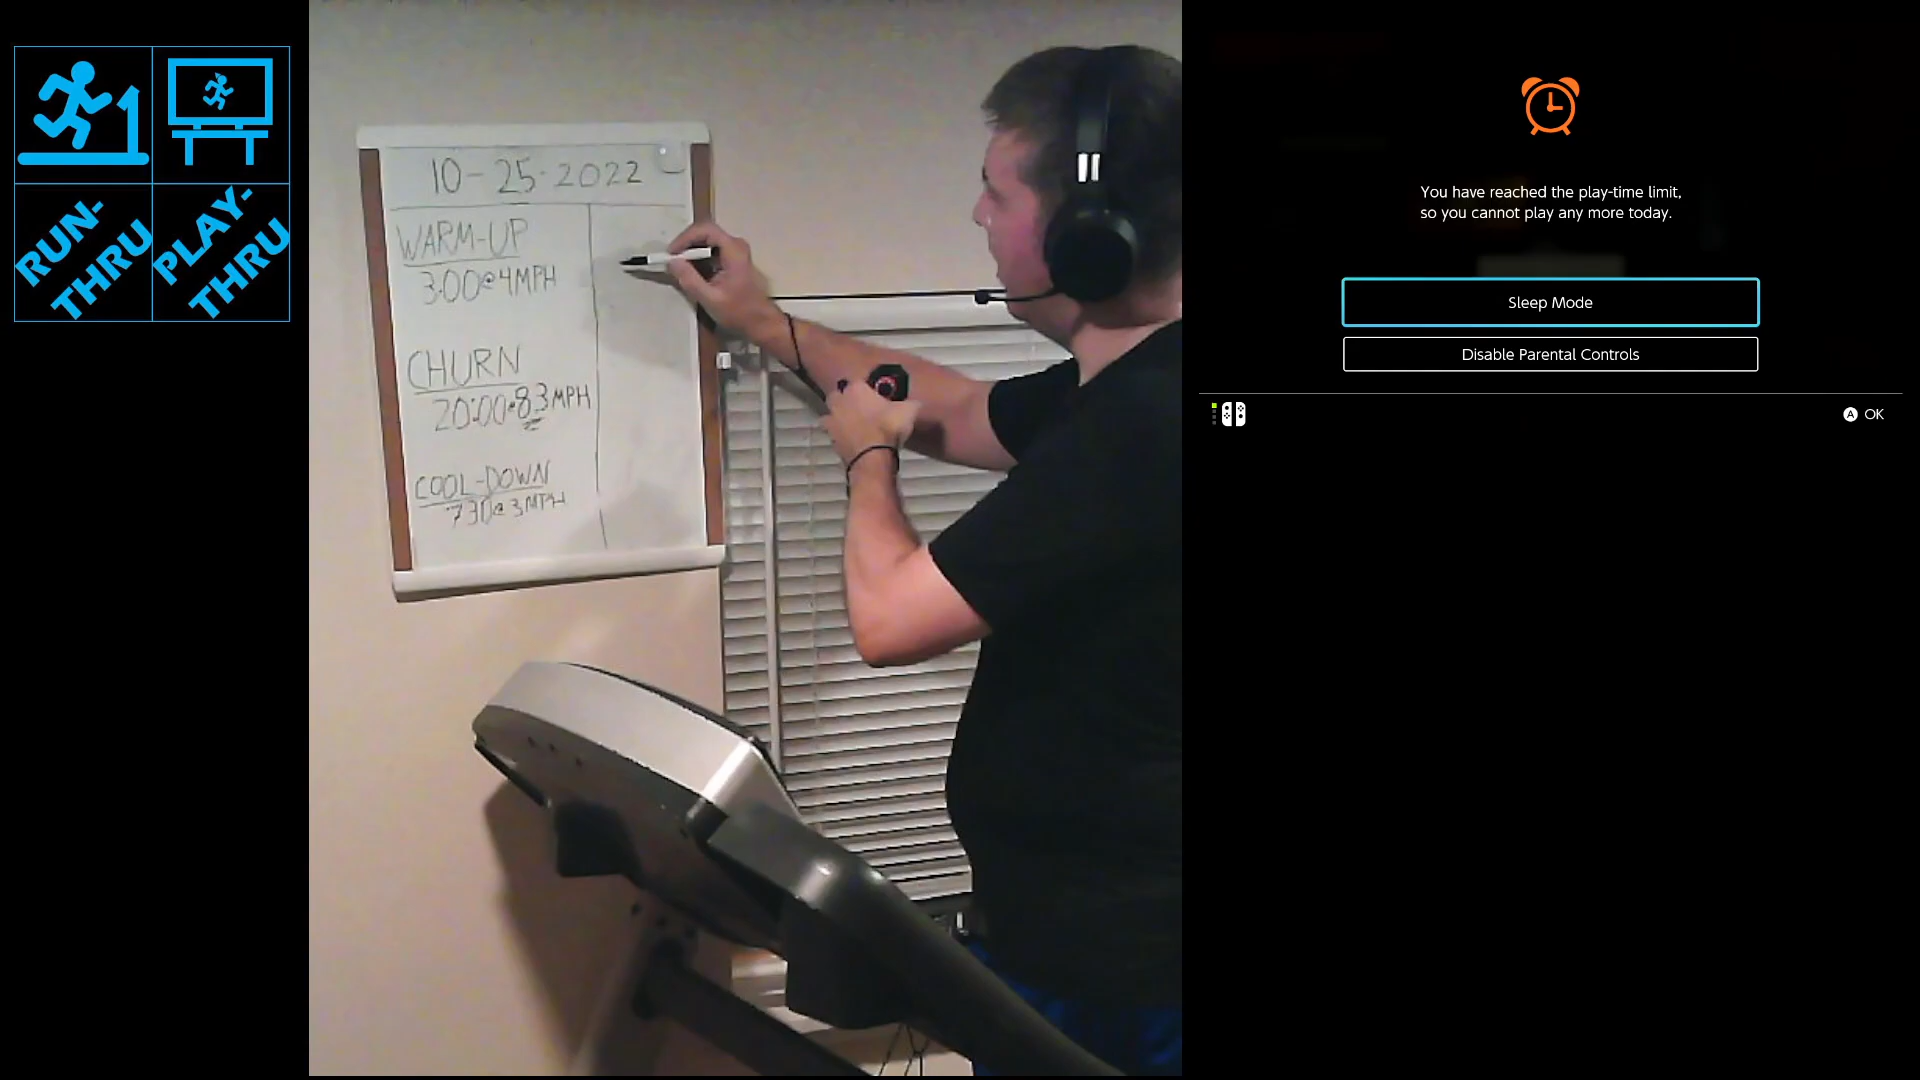 RUN-
THRU
PLAY-
THRU
10-25-2022
WARM-UP
3:00@4MPH
CHURN
20:00@8.3MPH
COOL-DOWN
7:30@3MPH
You have reached the play-time limit,
so you cannot play any more today.
Sleep Mode
Disable Parental Controls
A OK